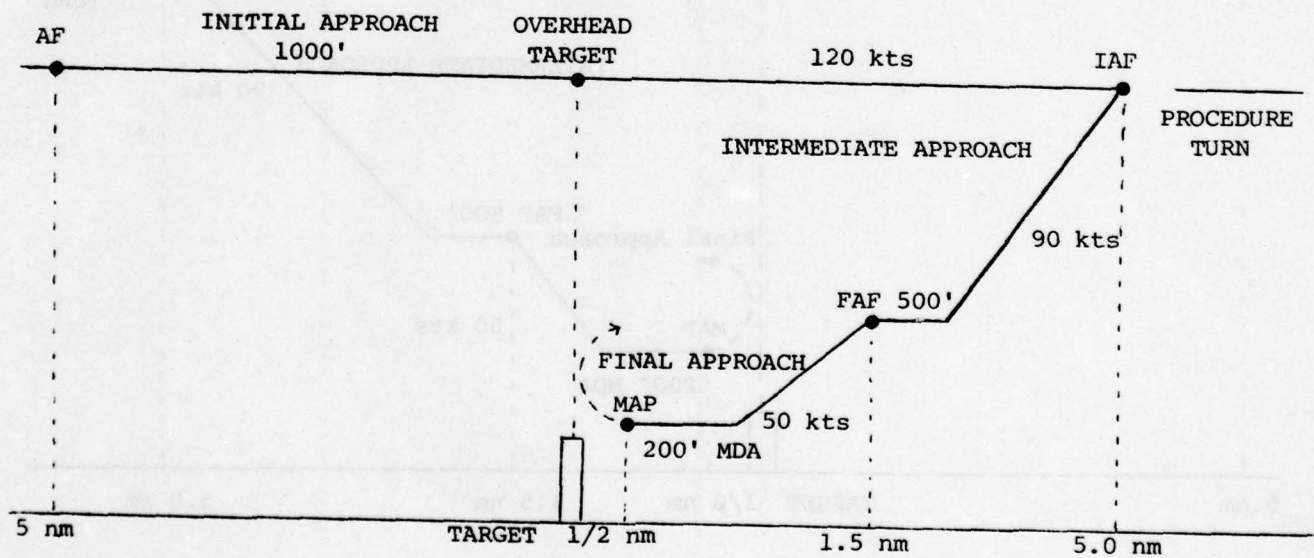 INITIAL APPROACH
1000'
AF
OVERHEAD
TARGET
120 kts
IAF
PROCEDURE
TURN
INTERMEDIATE APPROACH
90 kts
FAF 500'
FINAL APPROACH
MAP
50 kts
200' MDA
5 nm
TARGET
1/2 nm
1.5 nm
5.0 nm